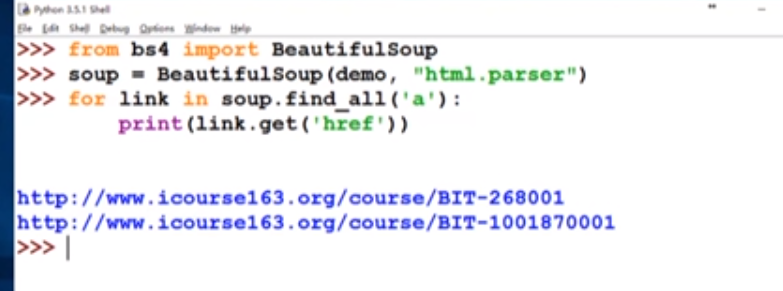 Python 3.5.1 Shell
File Edit Shell Debug Options Window Help
>>> from bs4 import BeautifulSoup
>>> soup = BeautifulSoup(demo, "html.parser")
>>> for link in soup.find_all('a'):
        print(link.get('href'))
http://www.icourse163.org/course/BIT-268001
http://www.icourse163.org/course/BIT-1001870001
>>>